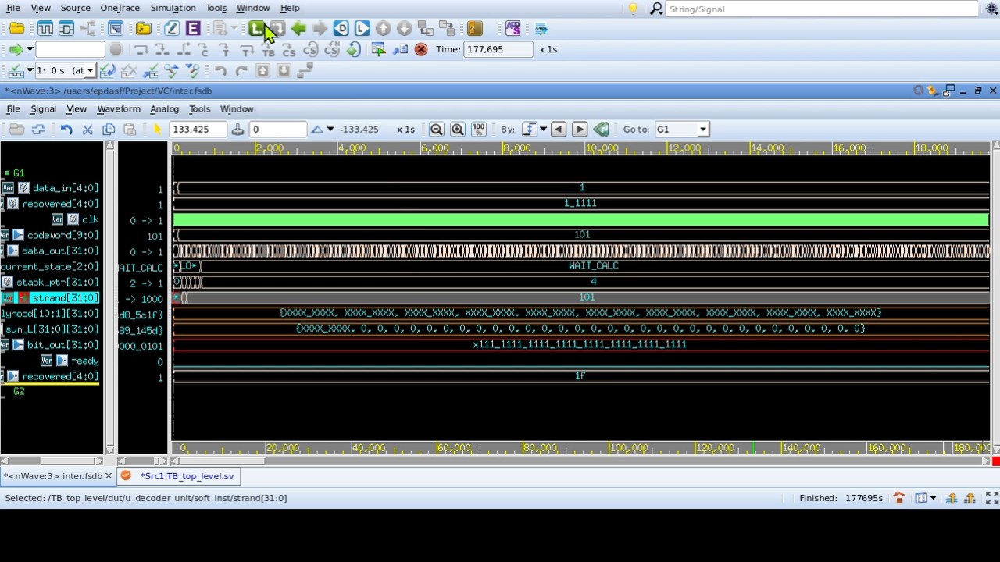 File View Source OneTrace Simulation Tools Window Help
String/Signal
Time: 177,695 x 1s
1: 0 s (at
*<nWave:3> /users/epdasf/Project/VC/inter.fsdb
File Signal View Waveform Analog Tools Window
133,425 0 -133,425 x 1s 100% By: Go to: G1
0 2,000 4,000 6,000 8,000 10,000 12,000 14,000 16,000 18,000
= G1
data_in[4:0] 1 1
recovered[4:0] 1 1_1111
clk 0 -> 1
codeword[9:0] 101 101
data_out[31:0] 0 -> 1
current_state[2:0] AIT_CALC * LO* WAIT_CALC
stack_ptr[31:0] 2 -> 1 0 4
strand[31:0] -> 1000 * 101
lyhood[10:1][31:0] d8_5c1f} {XXXX_XXXX, XXXX_XXXX, XXXX_XXXX, XXXX_XXXX, XXXX_XXXX, XXXX_XXXX, XXXX_XXXX, XXXX_XXXX, XXXX_XXXX, XXXX_XXXX}
sum_L[31:0][31:0] 89_145d} {XXXX_XXXX, 0, 0, 0, 0, 0, 0, 0, 0, 0, 0, 0, 0, 0, 0, 0, 0, 0, 0, 0, 0, 0, 0, 0, 0, 0, 0, 0, 0, 0, 0, 0}
bit_out[31:0] 0000_0101 x111_1111_1111_1111_1111_1111_1111_1111
ready 0
recovered[4:0] 1 1f
G2
0 20,000 40,000 60,000 80,000 100,000 120,000 140,000 160,000 180,000
*<nWave:3> inter.fsdb *Src1:TB_top_level.sv
Selected: /TB_top_level/dut/u_decoder_unit/soft_inst/strand[31:0] Finished: 177695s